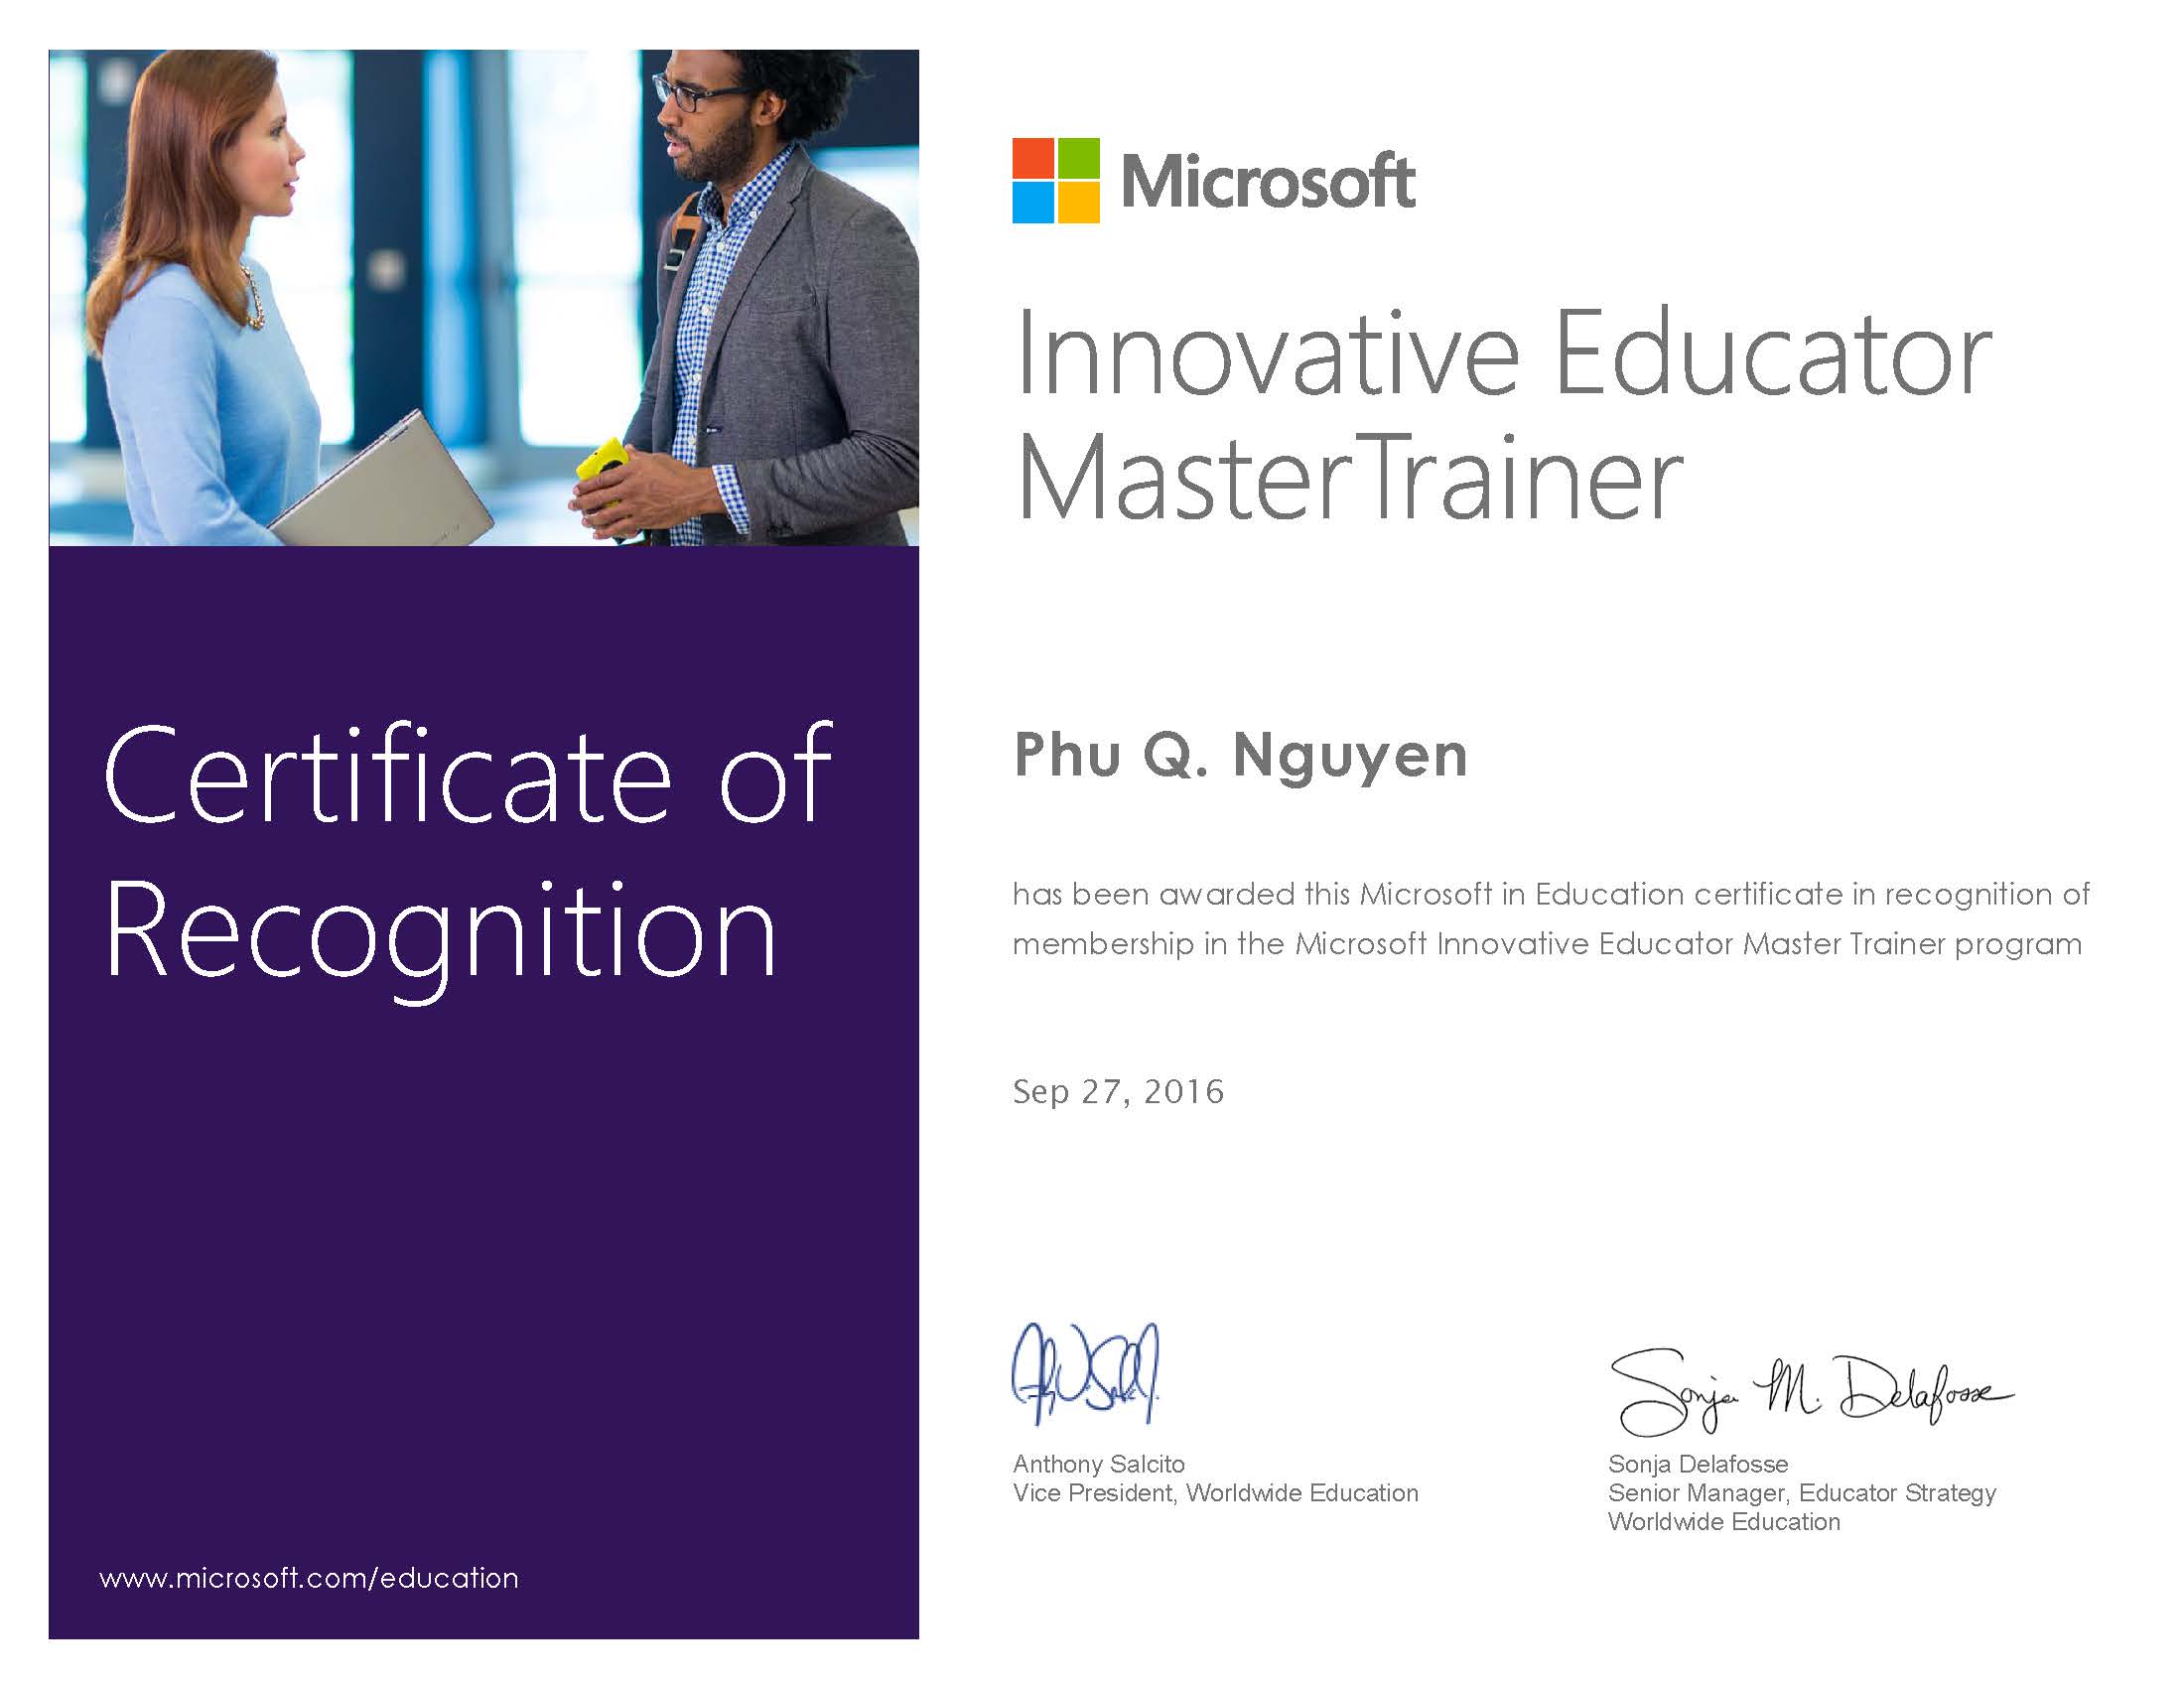 Microsoft
Innovative Educator
Master Trainer
Certificate of
Recognition
Phu Q. Nguyen
has been awarded this Microsoft in Education certificate in recognition of
membership in the Microsoft Innovative Educator Master Trainer program
Sep 27, 2016
Sonja M. Delafosse
Anthony Salcito
Vice President, Worldwide Education
Sonja Delafosse
Senior Manager, Educator Strategy
Worldwide Education
www.microsoft.com/education